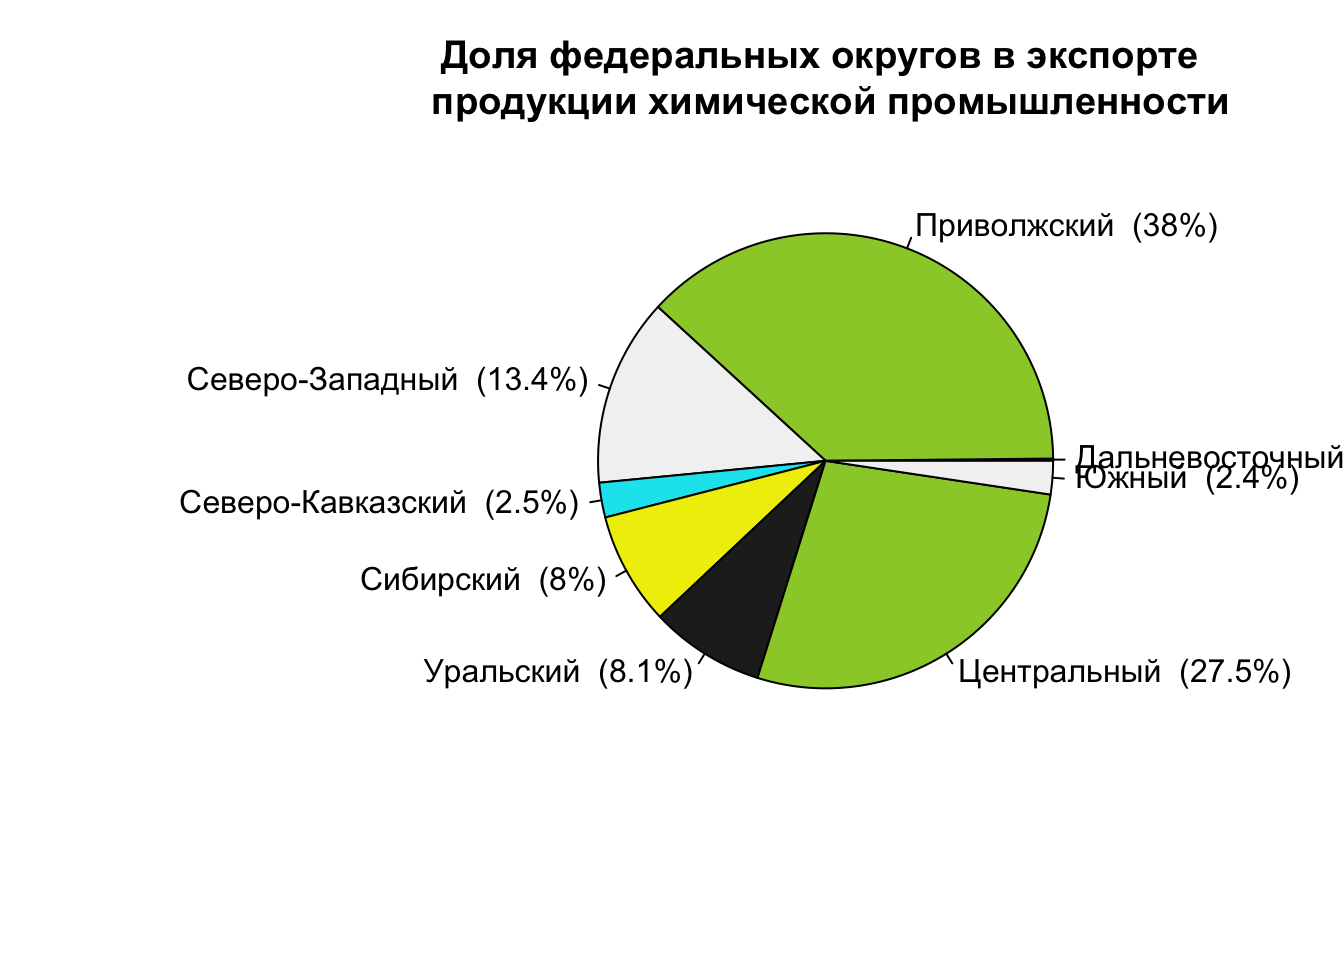 Доля федеральных округов в экспорте
продукции химической промышленности
Приволжский (38%)
Северо-Западный (13.4%)
Дальневосточный
Южный (2.4%)
Северо-Кавказский (2.5%)
Сибирский (8%)
Уральский (8.1%)
Центральный (27.5%)